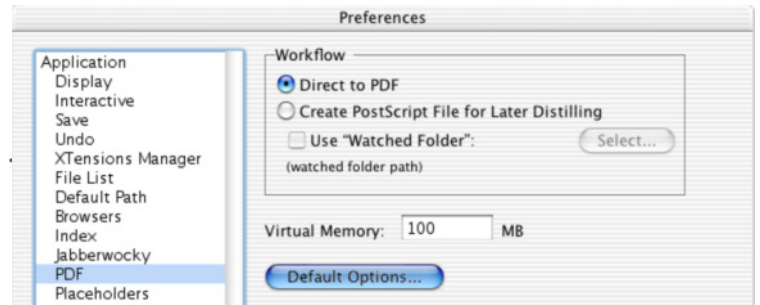 Preferences
Application
Display
Interactive
Save
Undo
XTensions Manager
File List
Default Path
Browsers
Index
Jabberwocky
PDF
Placeholders
Workflow
Direct to PDF
Create PostScript File for Later Distilling
Use “Watched Folder”: Select...
(watched folder path)
Virtual Memory: 100 MB
Default Options...